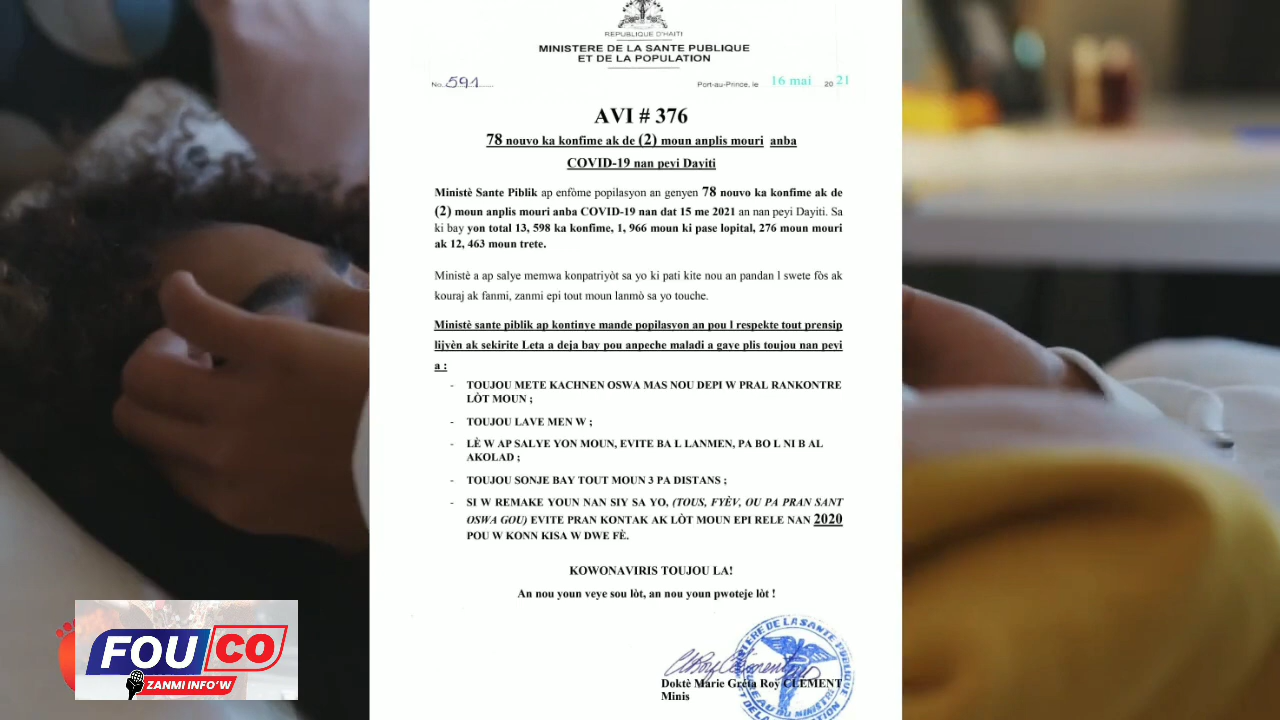 REPUBLIQUE D'HAITI
MINISTERE DE LA SANTE PUBLIQUE
ET DE LA POPULATION
No. 591
Port-au-Prince, le 16 mai 2021
AVI # 376
78 nouvo ka konfime ak de (2) moun anplis mouri anba
COVID-19 nan peyi Dayiti
Ministè Sante Piblik ap enfòme popilasyon an genyen 78 nouvo ka konfime ak de
(2) moun anplis mouri anba COVID-19 nan dat 15 me 2021 an nan peyi Dayiti. Sa
ki bay yon total 13, 598 ka konfime, 1, 966 moun ki pase lopital, 276 moun mouri
ak 12, 463 moun trete.
Ministè a ap salye memwa konpatriyòt sa yo ki pati kite nou an pandan l swete fòs ak
kouraj ak fanmi, zanmi epi tout moun lanmò sa yo touche.
Ministè sante piblik ap kontinye mande popilasyon an pou l respekte tout prensip
lijyèn ak sekirite Leta a deja bay pou anpeche maladi a gaye plis toujou nan peyi
a :
- TOUJOU METE KACHNEN OSWA MAS NOU DEPI W PRAL RANKONTRE
LÒT MOUN ;
- TOUJOU LAVE MEN W ;
- LÈ W AP SALYE YON MOUN, EVITE BA L LANMEN, PA BO L NI B AL
AKOLAD ;
- TOUJOU SONJE BAY TOUT MOUN 3 PA DISTANS ;
- SI W REMAKE YOUN NAN SIY SA YO, (TOUS, FYÈV, OU PA PRAN SANT
OSWA GOU) EVITE PRAN KONTAK AK LÒT MOUN EPI RELE NAN 2020
POU W KONN KISA W DWE FÈ.
KOWONAVIRIS TOUJOU LA!
An nou youn veye sou lòt, an nou youn pwoteje lòt !
Doktè Marie Gréta Roy CLEMENT
Minis
FOU CO
ZANMI INFO'W